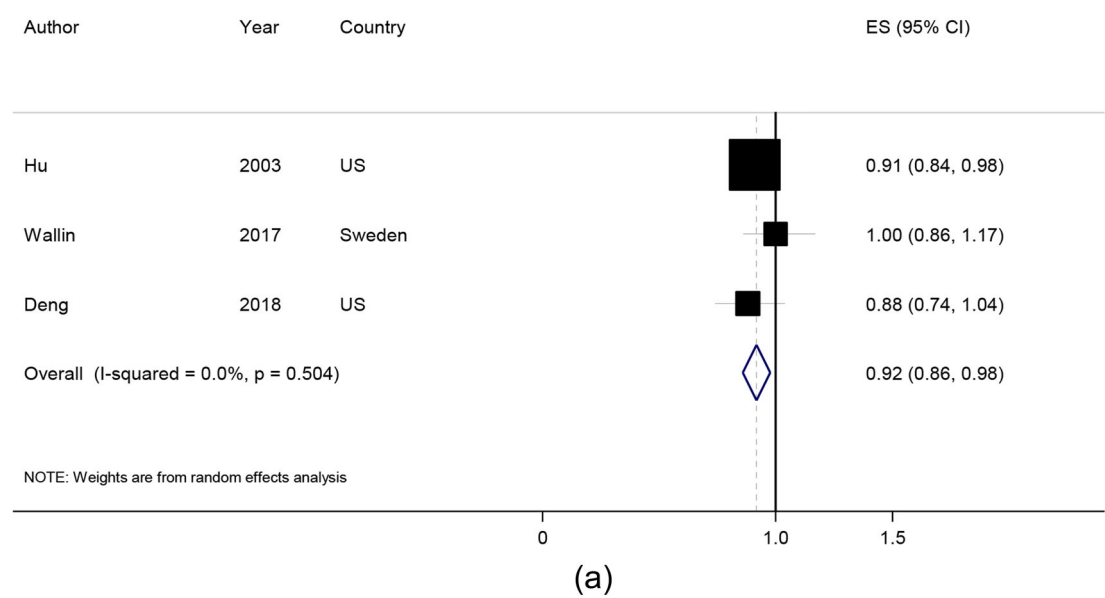 Author Year Country ES (95% CI)
Hu 2003 US 0.91 (0.84, 0.98)
Wallin 2017 Sweden 1.00 (0.86, 1.17)
Deng 2018 US 0.88 (0.74, 1.04)
Overall (I-squared = 0.0%, p = 0.504) 0.92 (0.86, 0.98)
NOTE: Weights are from random effects analysis
0 1.0 1.5
(a)